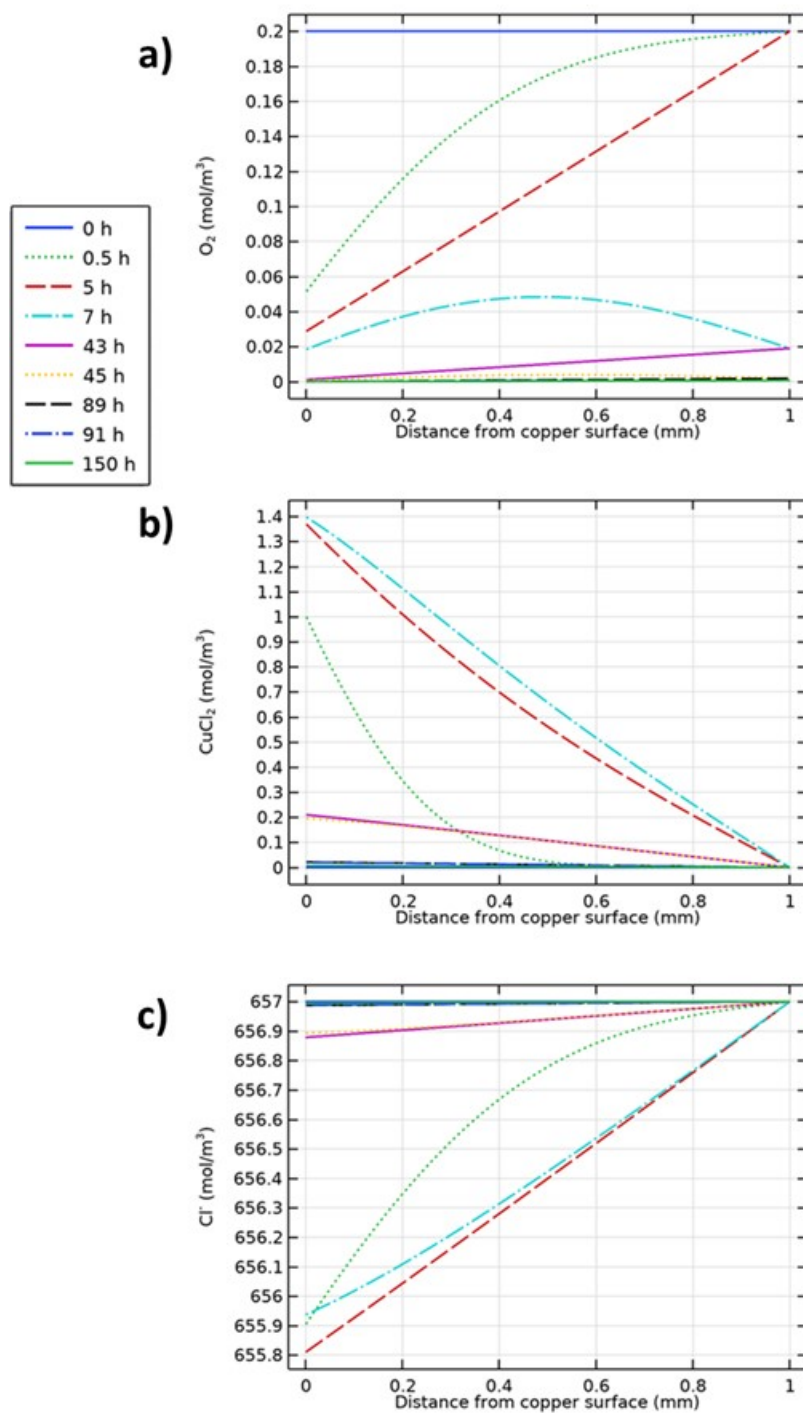 a)
0.2
0.18
0.16
0.14
0.12
0.1
0.08
0.06
0.04
0.02
0
O₂ (mol/m³)
0 0.2 0.4 0.6 0.8 1
Distance from copper surface (mm)
0 h
0.5 h
5 h
7 h
43 h
45 h
89 h
91 h
150 h
b)
1.4
1.3
1.2
1.1
1
0.9
0.8
0.7
0.6
0.5
0.4
0.3
0.2
0.1
0
CuCl₂ (mol/m³)
0 0.2 0.4 0.6 0.8 1
Distance from copper surface (mm)
c)
657
656.9
656.8
656.7
656.6
656.5
656.4
656.3
656.2
656.1
656
655.9
655.8
Cl⁻ (mol/m³)
0 0.2 0.4 0.6 0.8 1
Distance from copper surface (mm)